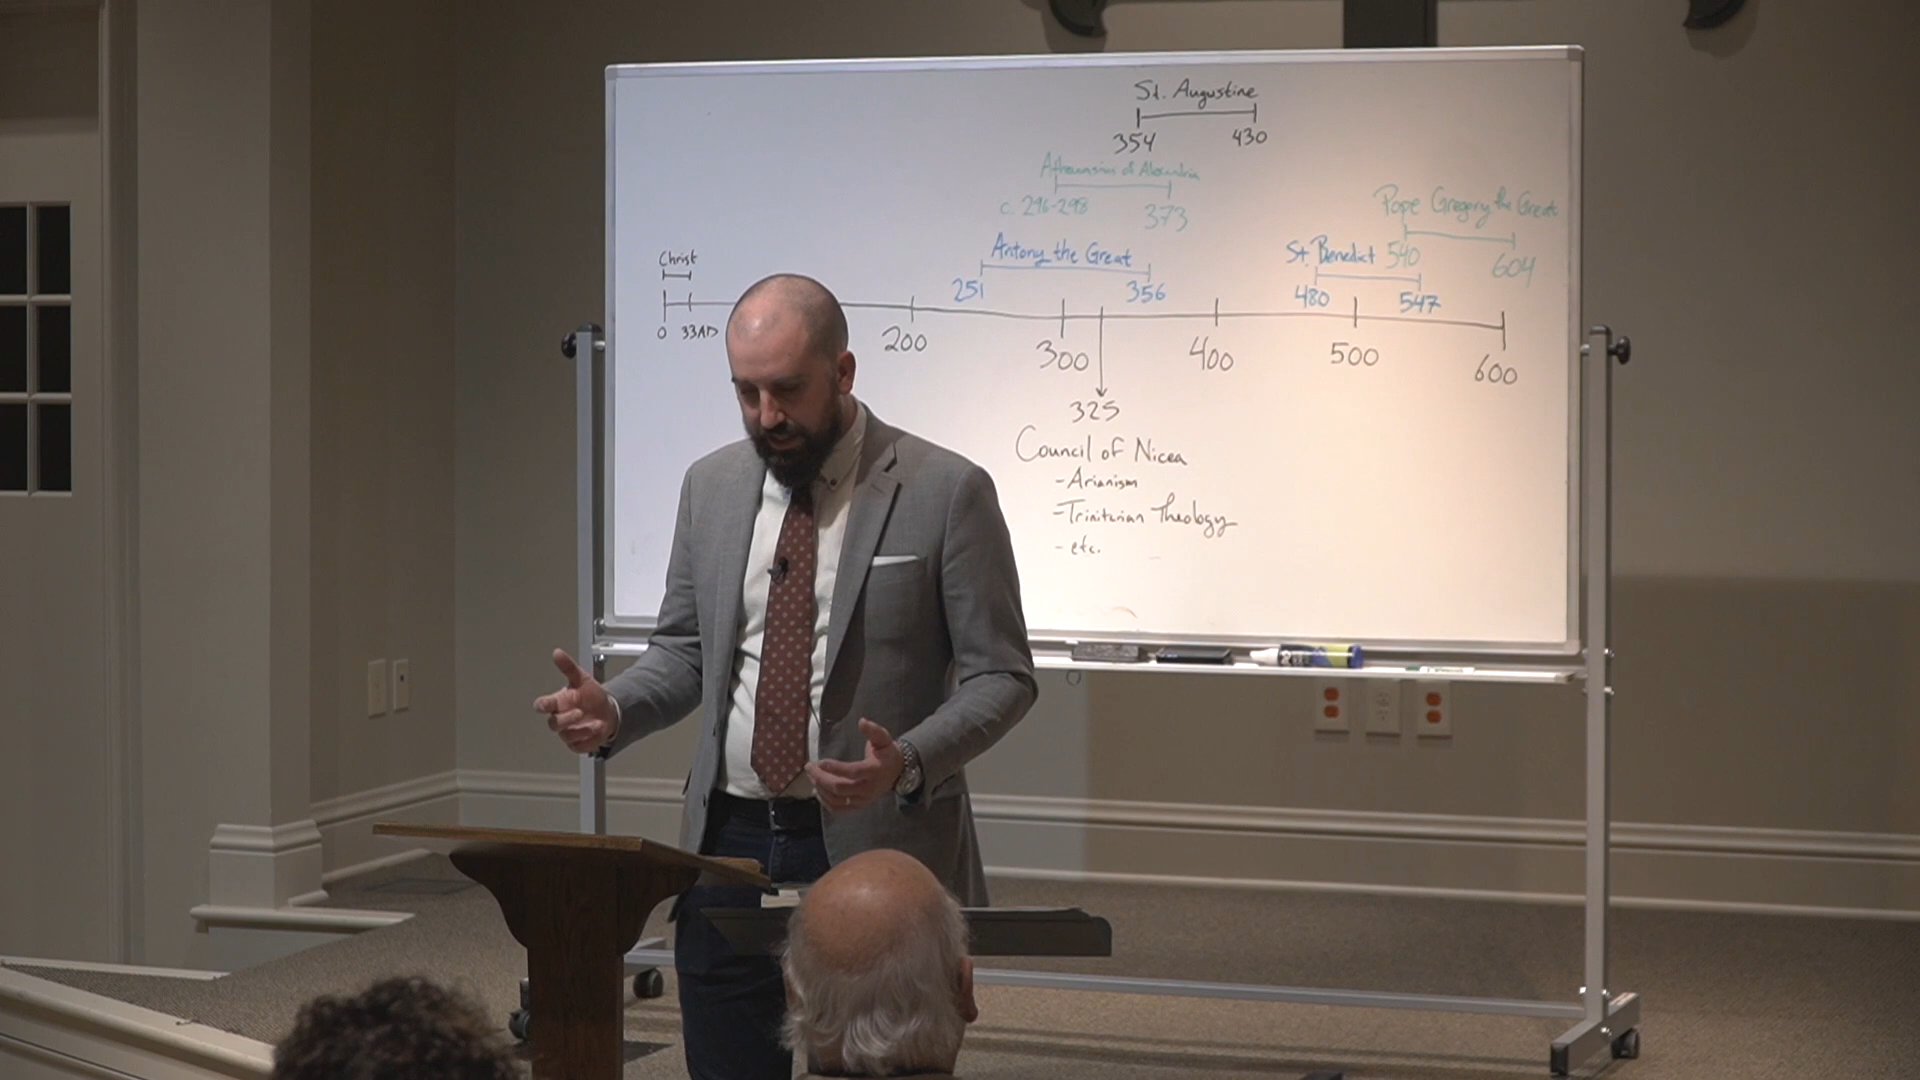 St. Augustine
354 430
Athanasius of Alexandria
c. 296-298 373
Pope Gregory the Great
540 604
Antony the Great
251 356
St. Benedict
480 547
Christ
0 33AD 200 300 400 500 600
325
Council of Nicea
-Arianism
-Trinitarian Theology
-etc.